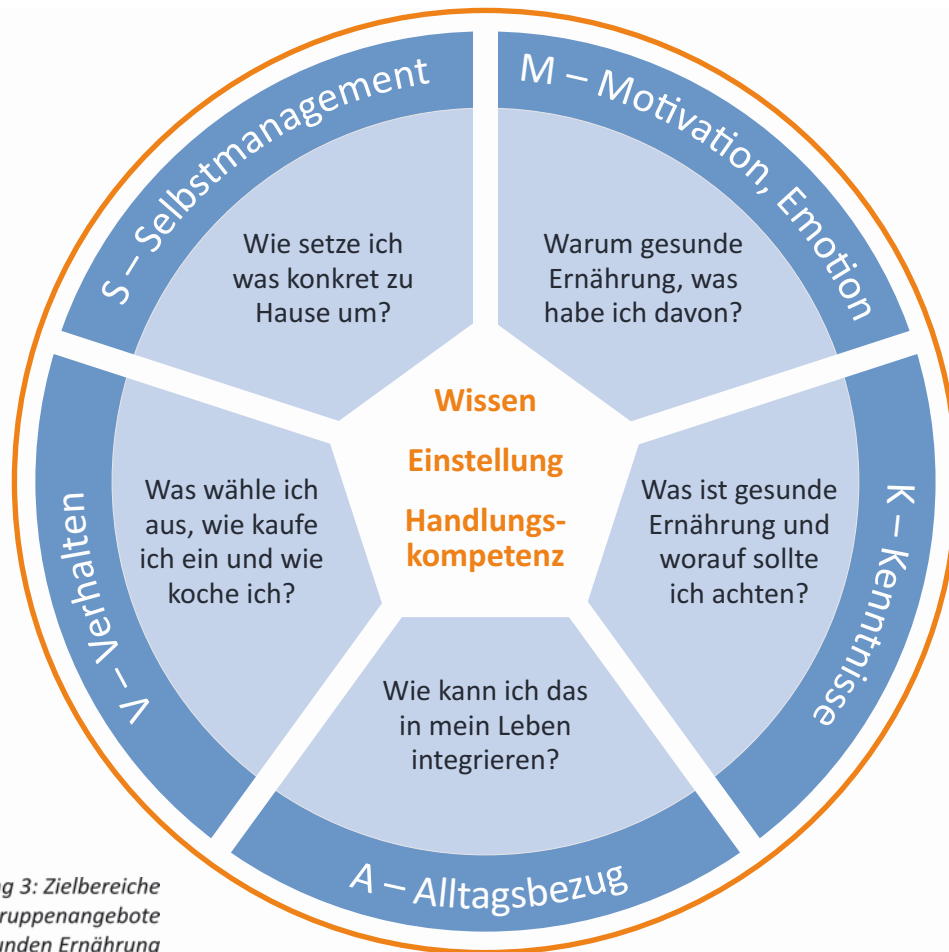 S – Selbstmanagement
M – Motivation, Emotion
Wie setze ich
was konkret zu
Hause um?
Warum gesunde
Ernährung, was
habe ich davon?
Wissen
Einstellung
Handlungs-
kompetenz
Was wähle ich
aus, wie kaufe
ich ein und wie
koche ich?
V – Verhalten
Was ist gesunde
Ernährung und
worauf sollte
ich achten?
K – Kenntnisse
Wie kann ich das
in mein Leben
integrieren?
A – Alltagsbezug
3: Zielbereiche
ruppenangebote
unden Ernährung